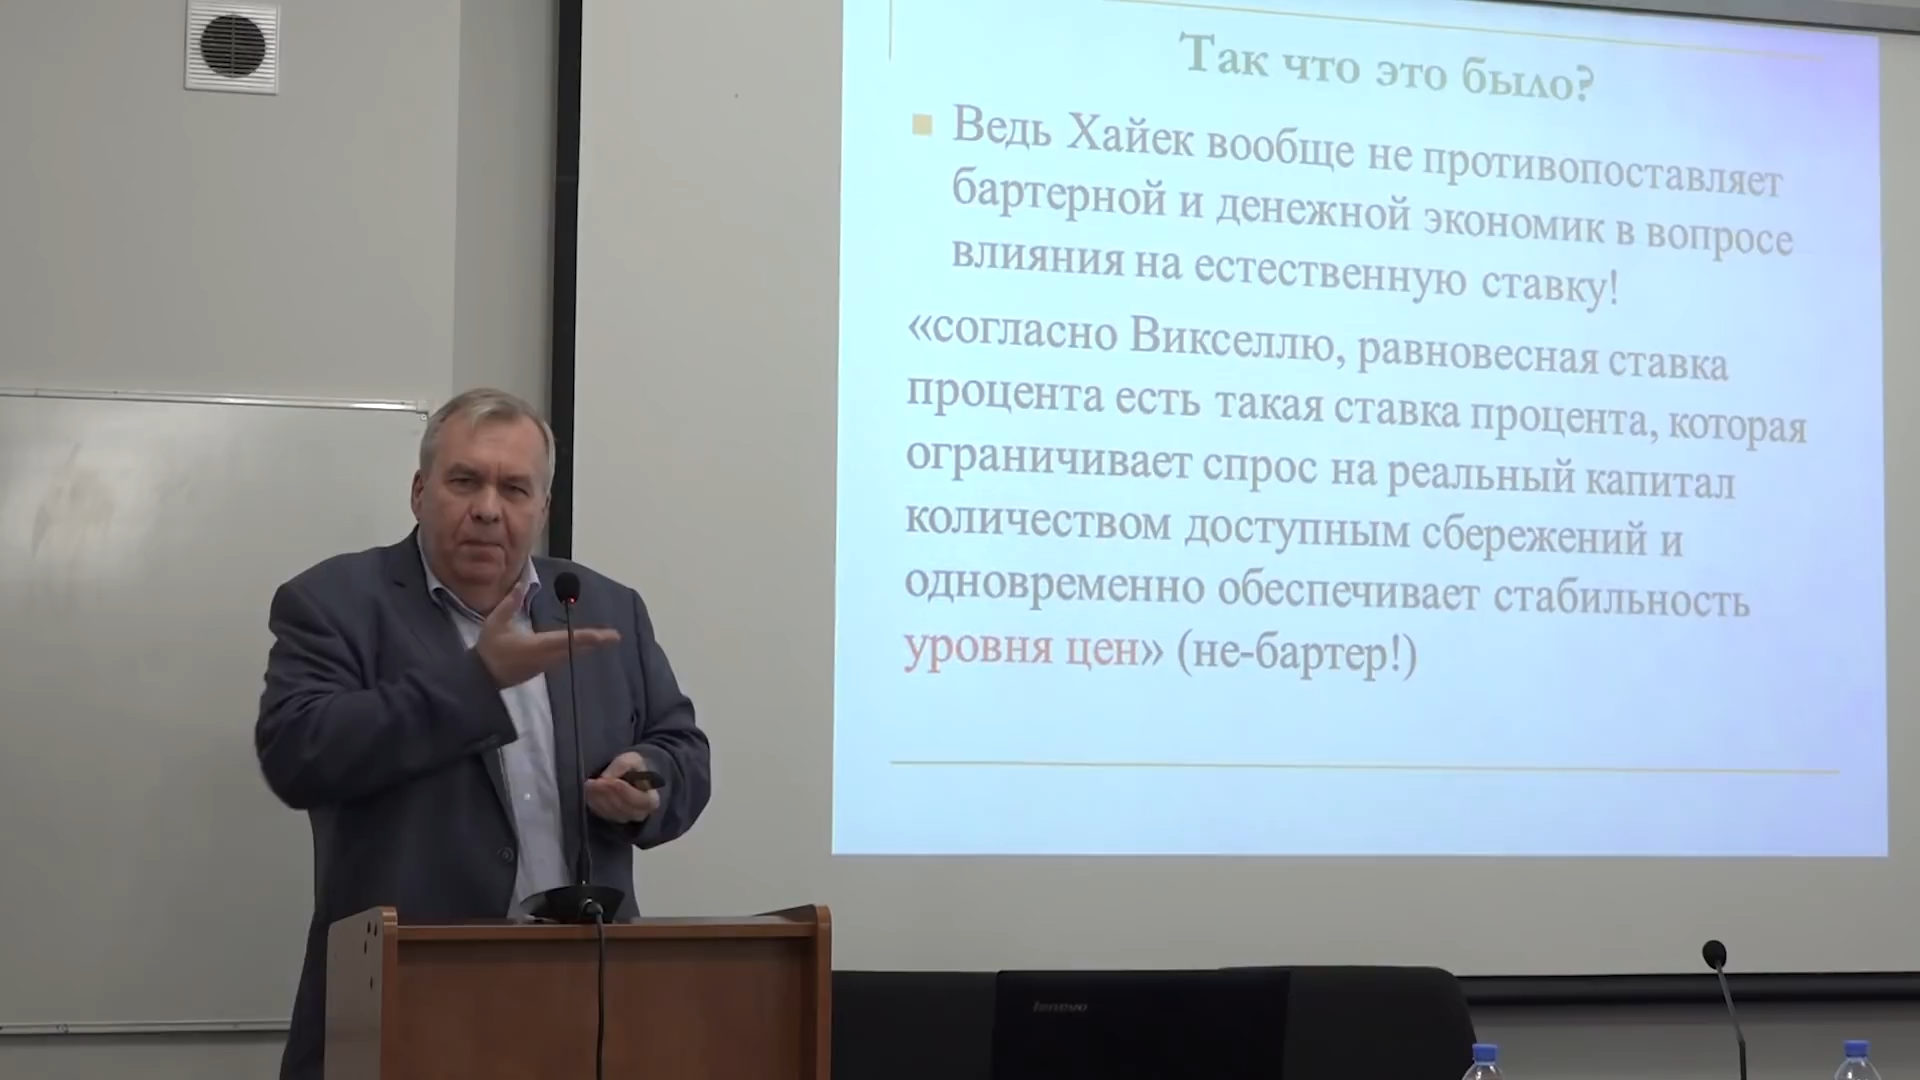 Так что это было?
Ведь Хайек вообще не противопоставляет
бартерной и денежной экономик в вопросе
влияния на естественную ставку!
«согласно Викселлю, равновесная ставка
процента есть такая ставка процента, которая
ограничивает спрос на реальный капитал
количеством доступным сбережений и
одновременно обеспечивает стабильность
уровня цен» (не-бартер!)
lenovo